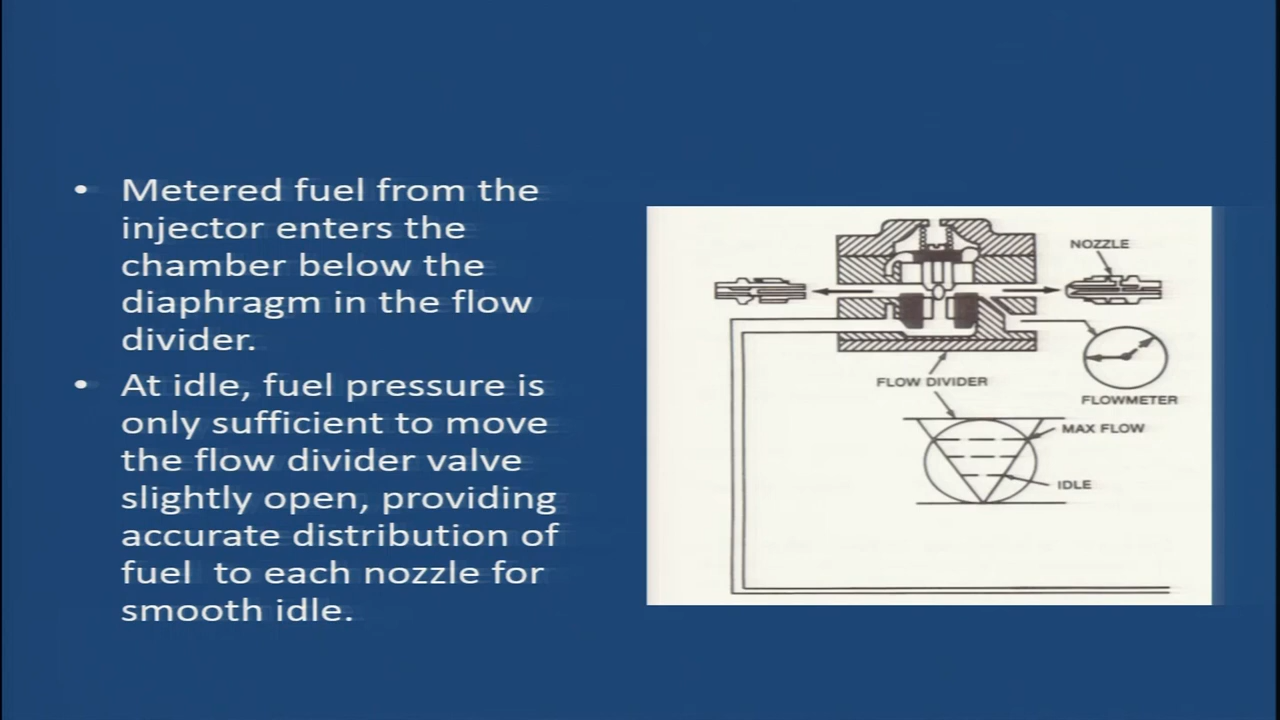 • Metered fuel from the
injector enters the
chamber below the
diaphragm in the flow
divider.
• At idle, fuel pressure is
only sufficient to move
the flow divider valve
slightly open, providing
accurate distribution of
fuel  to each nozzle for
smooth idle.
NOZZLE
FLOW DIVIDER
FLOWMETER
MAX FLOW
IDLE